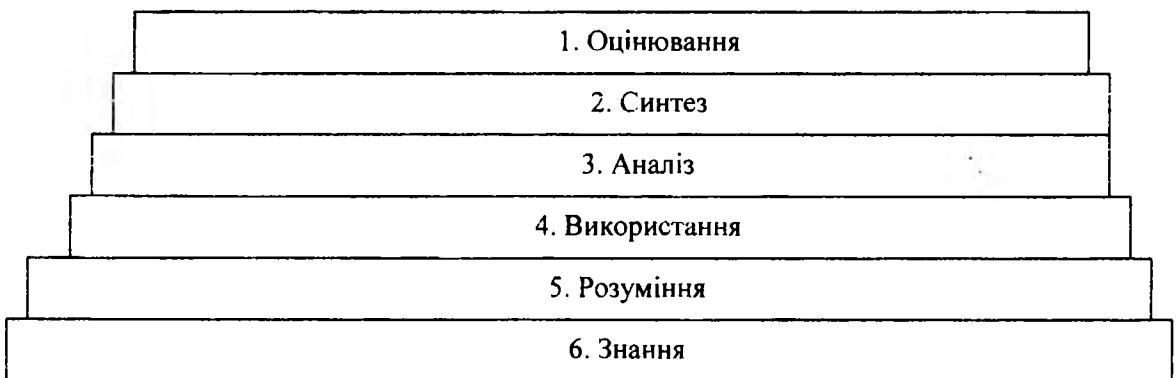 1. Оцінювання
2. Синтез
3. Аналіз
4. Використання
5. Розуміння
6. Знання